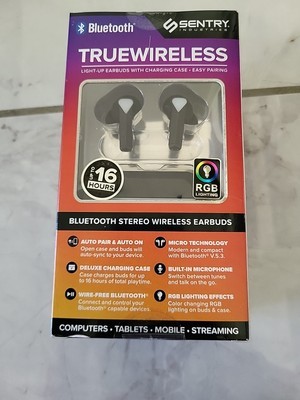 Bluetooth®
SENTRY
INDUSTRIES
TRUEWIRELESS
LIGHT-UP EARBUDS WITH CHARGING CASE • EASY PAIRING
16
HOURS
RGB
LIGHTING
BLUETOOTH STEREO WIRELESS EARBUDS
AUTO PAIR & AUTO ON
Open case and buds will
auto-sync to your device.
MICRO TECHNOLOGY
Modern and compact
with Bluetooth® V.5.3.
DELUXE CHARGING CASE
Case charges buds for up
to 16 hours of total playtime.
BUILT-IN MICROPHONE
Switch between tunes
and talk on the go.
WIRE-FREE BLUETOOTH®
Connect and control your
Bluetooth® capable devices.
RGB LIGHTING EFFECTS
Color changing RGB
lighting on buds & case.
COMPUTERS • TABLETS • MOBILE • STREAMING